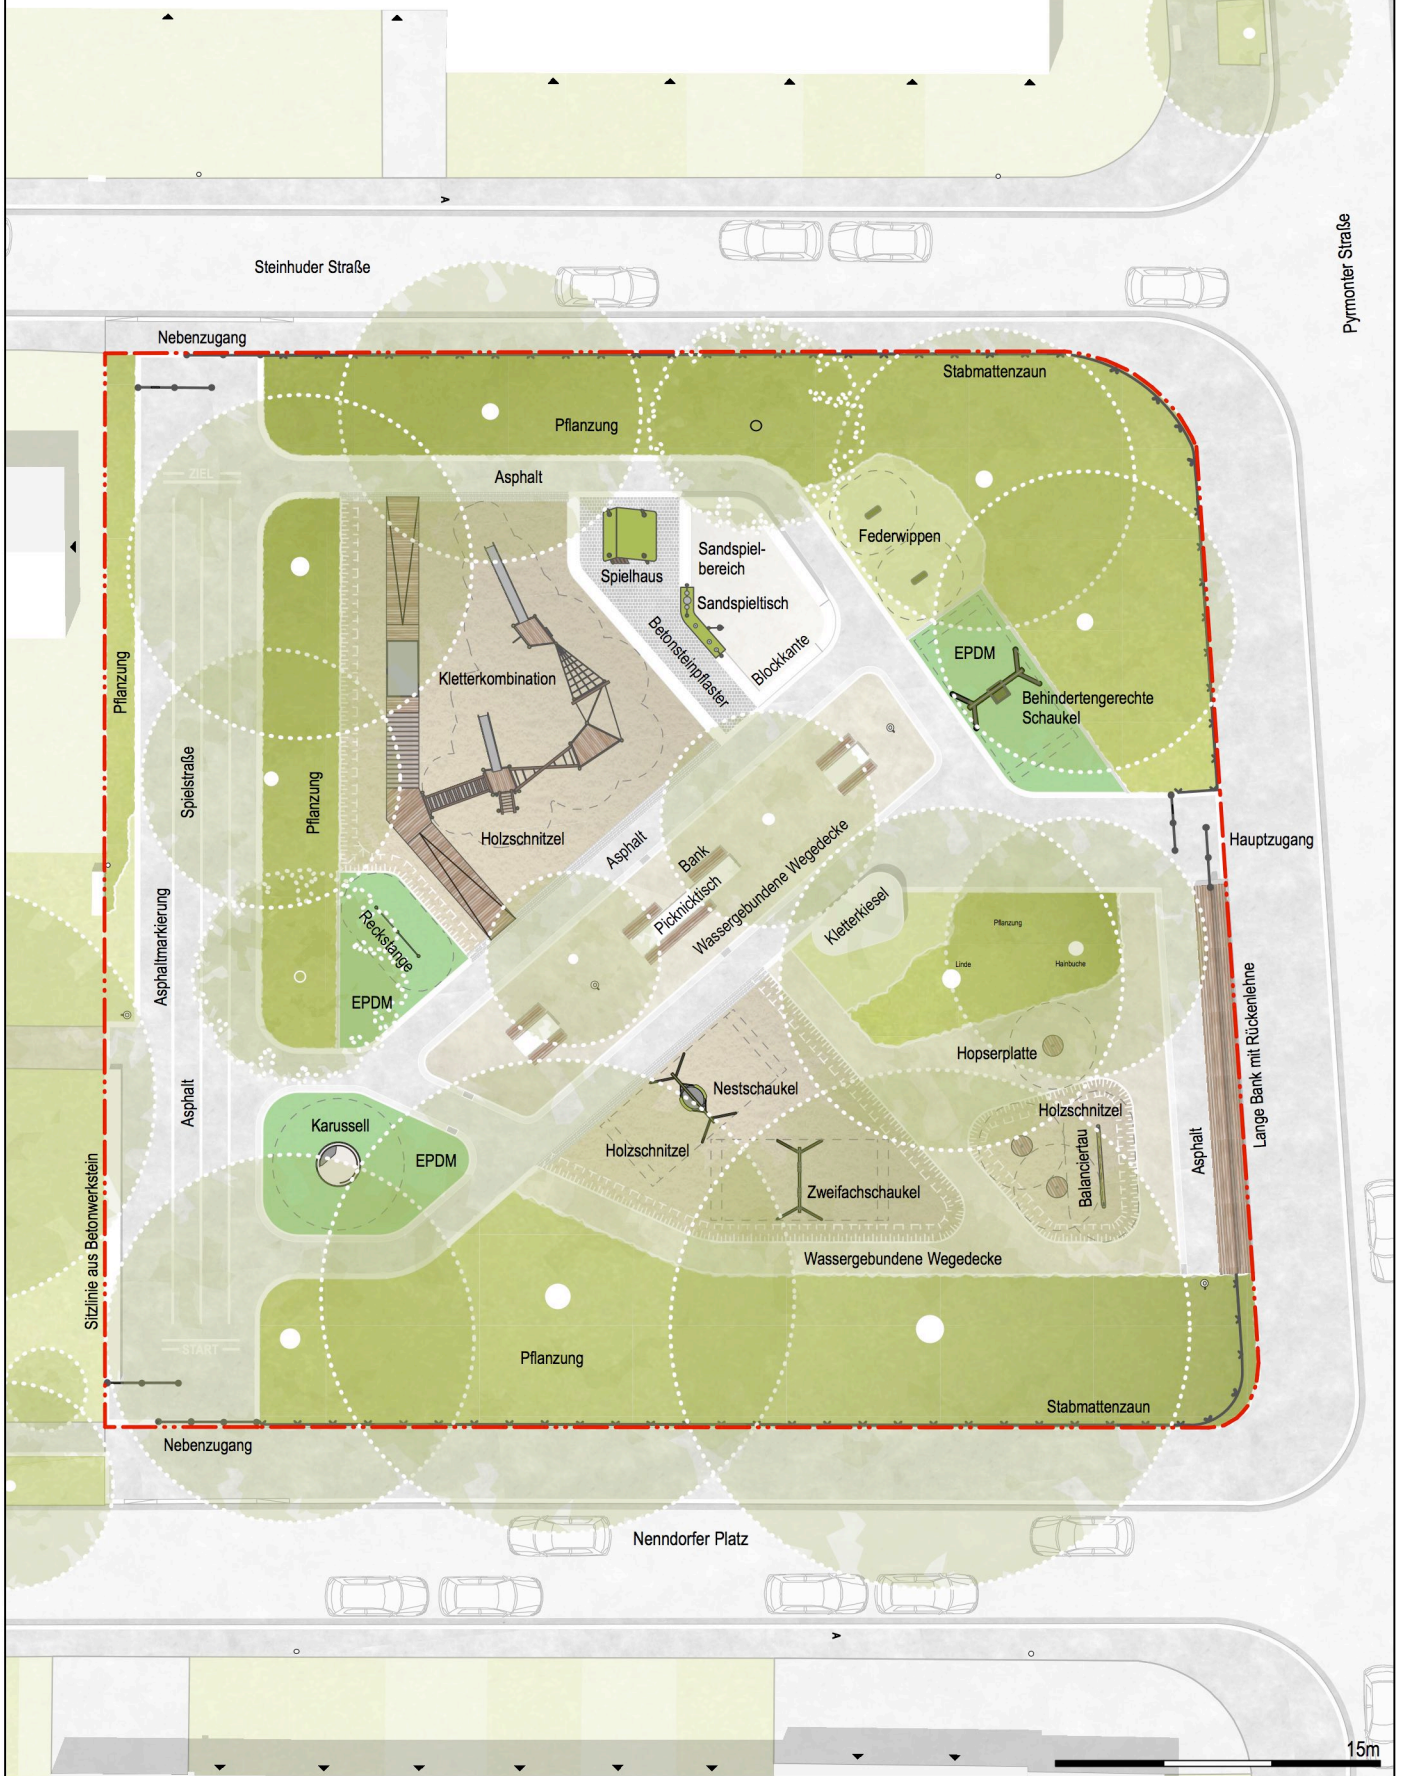 Steinhuder Straße
Pyrmonter Straße
Nebenzugang
Stabmattenzaun
Pflanzung
Asphalt
ZIEL
Federwippen
Sandspiel-
bereich
Spielhaus
Sandspieltisch
Betonsteinpflaster
Blockkante
EPDM
Behindertengerechte
Schaukel
Kletterkombination
Pflanzung
Spielstraße
Pflanzung
Holzschnitzel
Asphalt
Bank
Picknicktisch
Wassergebundene Wegedecke
Hauptzugang
Kletterkiesel
Pflanzung
Linde
Hainbuche
Reckstange
EPDM
Asphaltmarkierung
Hopserplatte
Lange Bank mit Rückenlehne
Nestschaukel
Holzschnitzel
Holzschnitzel
Balanciertau
Asphalt
Asphalt
Karussell
EPDM
Zweifachschaukel
Wassergebundene Wegedecke
Sitzlinie aus Betonwerkstein
START
Pflanzung
Stabmattenzaun
Nebenzugang
Nenndorfer Platz
A
A
15m